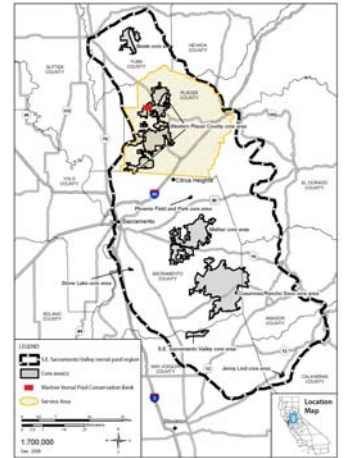 Beale core area
SUTTER
COUNTY
YUBA
COUNTY
NEVADA
COUNTY
PLACER
COUNTY
Western Placer County core area
Citrus Heights
YOLO
COUNTY
EL DORADO
COUNTY
Phoenix Field and Park core area
Sacramento
Mather core area
SACRAMENTO
COUNTY
Stone Lake core area
Cosumnes/Rancho Seco core area
SOLANO
COUNTY
AMADOR
COUNTY
S.E. Sacramento Valley core area
SAN JOAQUIN
COUNTY
Jenny Lind core area
CALAVERAS
COUNTY
Stockton
LEGEND
S.E. Sacramento Valley vernal pool region
Core area(s)
Vernal Pool Conservation Bank
Service Area
1:700,000
Dec, 2009
Location
Map